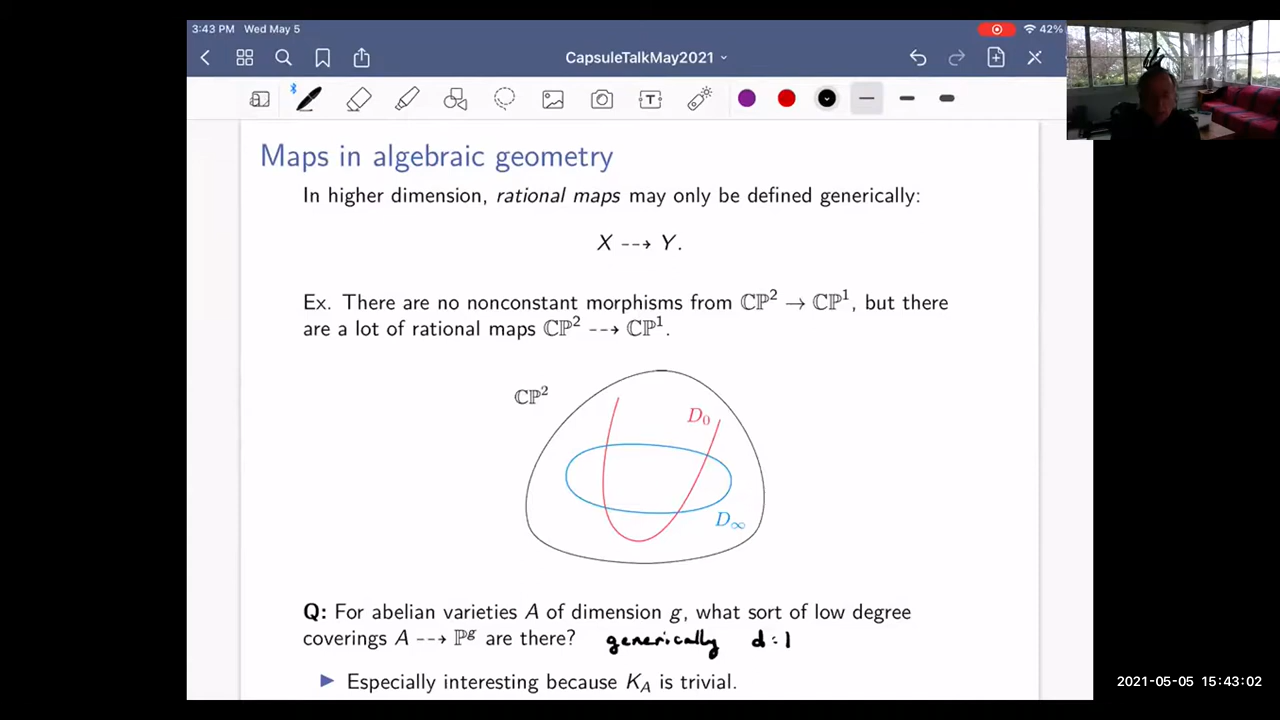 3:43 PM Wed May 5
42%
CapsuleTalkMay2021
T
Maps in algebraic geometry
In higher dimension, rational maps may only be defined generically:
X --→ Y.
Ex. There are no nonconstant morphisms from ℂℙ² → ℂℙ¹, but there
are a lot of rational maps ℂℙ² --→ ℂℙ¹.
ℂℙ²
D₀
D∞
Q: For abelian varieties A of dimension g, what sort of low degree
coverings A --→ ℙᵍ are there? generically d:1
▶ Especially interesting because K_A is trivial.
2021-05-05 15:43:02